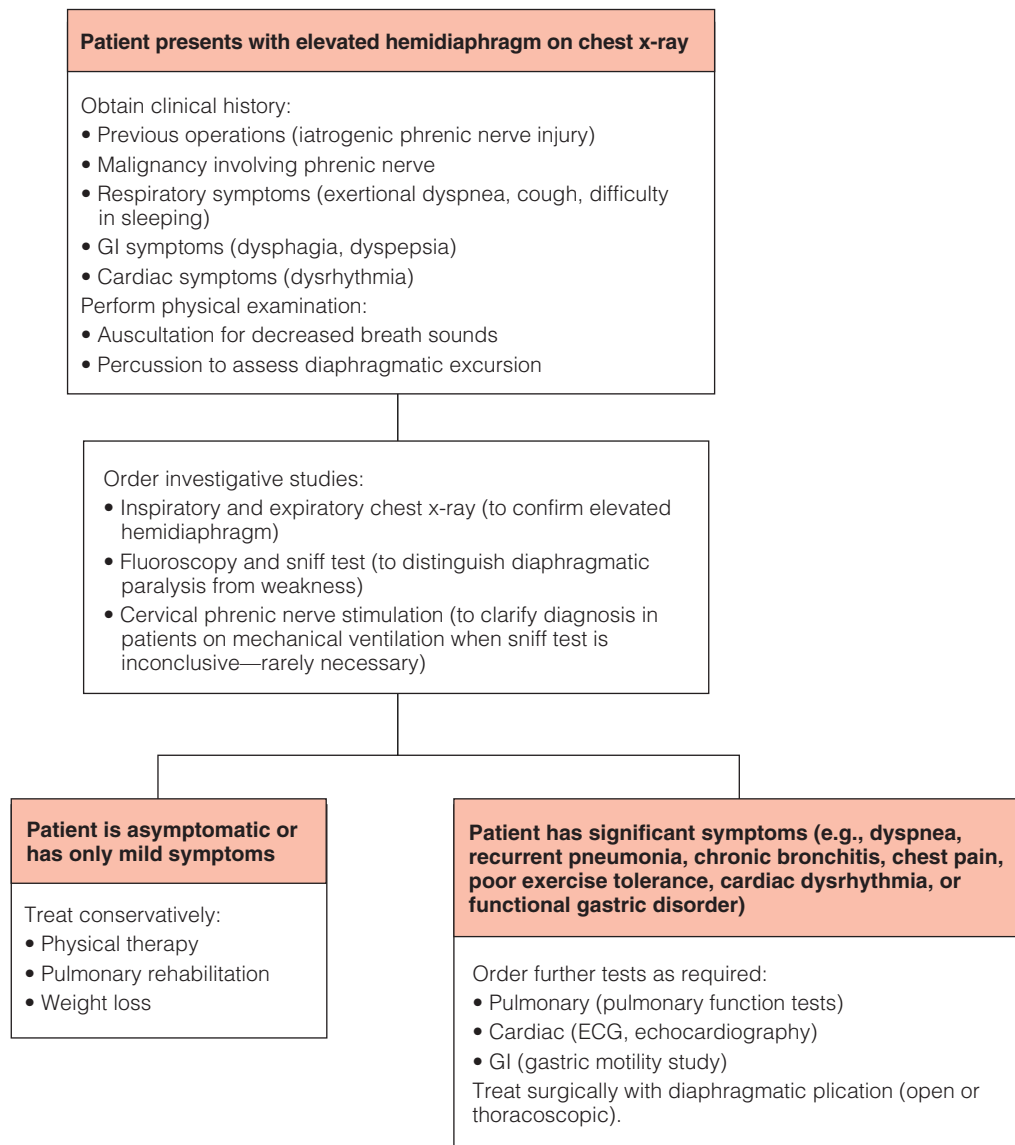 Patient presents with elevated hemidiaphragm on chest x-ray
Obtain clinical history:
• Previous operations (iatrogenic phrenic nerve injury)
• Malignancy involving phrenic nerve
• Respiratory symptoms (exertional dyspnea, cough, difficulty
in sleeping)
• GI symptoms (dysphagia, dyspepsia)
• Cardiac symptoms (dysrhythmia)
Perform physical examination:
• Auscultation for decreased breath sounds
• Percussion to assess diaphragmatic excursion
Order investigative studies:
• Inspiratory and expiratory chest x-ray (to confirm elevated
hemidiaphragm)
• Fluoroscopy and sniff test (to distinguish diaphragmatic
paralysis from weakness)
• Cervical phrenic nerve stimulation (to clarify diagnosis in
patients on mechanical ventilation when sniff test is
inconclusive—rarely necessary)
Patient is asymptomatic or
has only mild symptoms
Treat conservatively:
• Physical therapy
• Pulmonary rehabilitation
• Weight loss
Patient has significant symptoms (e.g., dyspnea,
recurrent pneumonia, chronic bronchitis, chest pain,
poor exercise tolerance, cardiac dysrhythmia, or
functional gastric disorder)
Order further tests as required:
• Pulmonary (pulmonary function tests)
• Cardiac (ECG, echocardiography)
• GI (gastric motility study)
Treat surgically with diaphragmatic plication (open or
thoracoscopic).